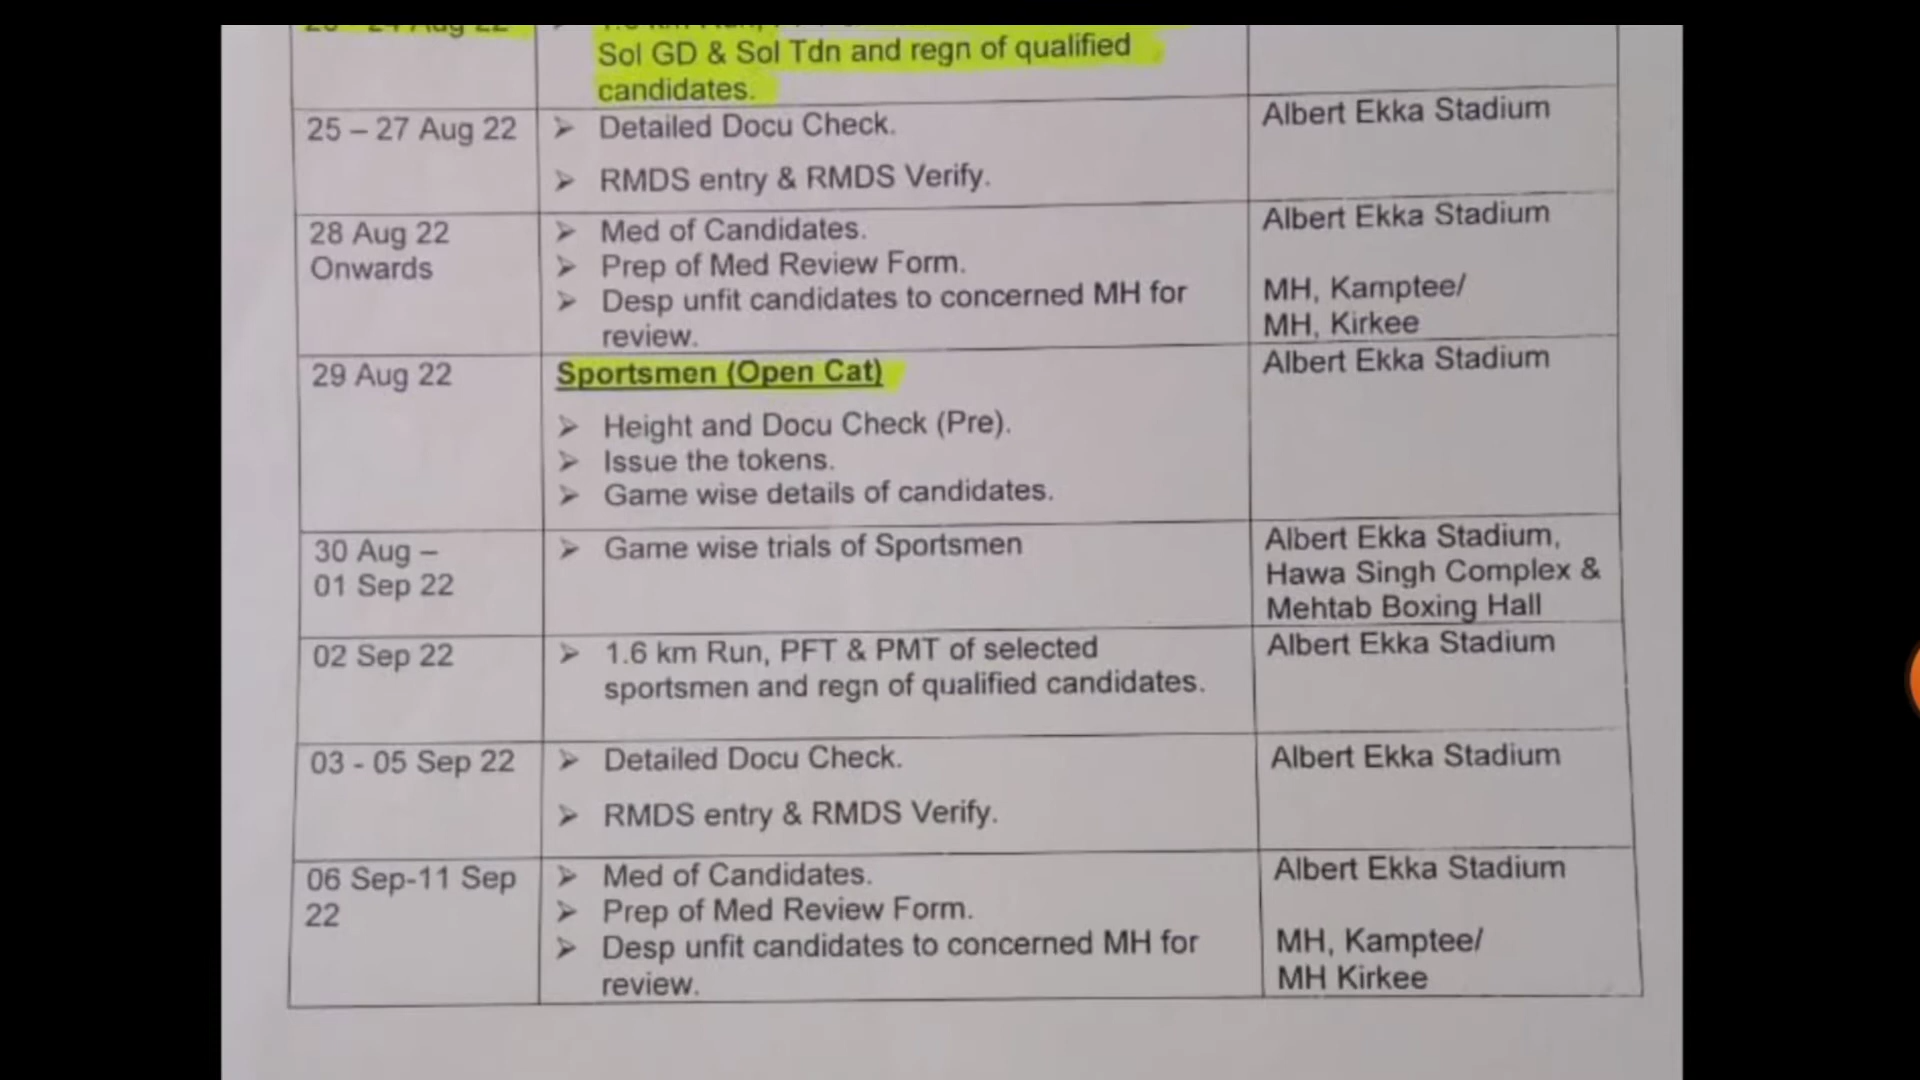 Sol GD & Sol Tdn and regn of qualified
candidates.
25 – 27 Aug 22
➢ Detailed Docu Check.
➢ RMDS entry & RMDS Verify.
Albert Ekka Stadium
28 Aug 22
Onwards
➢ Med of Candidates.
➢ Prep of Med Review Form.
➢ Desp unfit candidates to concerned MH for
review.
Albert Ekka Stadium
MH, Kamptee/
MH, Kirkee
29 Aug 22
Sportsmen (Open Cat)
➢ Height and Docu Check (Pre).
➢ Issue the tokens.
➢ Game wise details of candidates.
Albert Ekka Stadium
30 Aug –
01 Sep 22
➢ Game wise trials of Sportsmen
Albert Ekka Stadium,
Hawa Singh Complex &
Mehtab Boxing Hall
02 Sep 22
➢ 1.6 km Run, PFT & PMT of selected
sportsmen and regn of qualified candidates.
Albert Ekka Stadium
03 - 05 Sep 22
➢ Detailed Docu Check.
➢ RMDS entry & RMDS Verify.
Albert Ekka Stadium
06 Sep-11 Sep
22
➢ Med of Candidates.
➢ Prep of Med Review Form.
➢ Desp unfit candidates to concerned MH for
review.
Albert Ekka Stadium
MH, Kamptee/
MH Kirkee